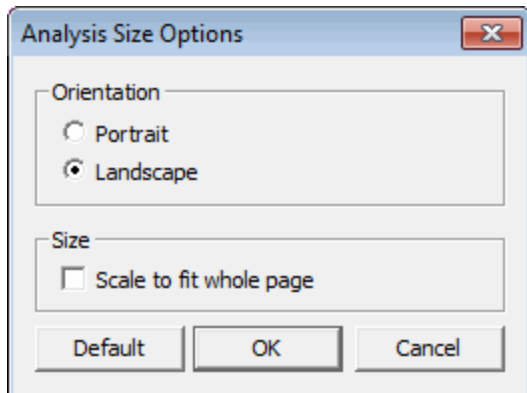 Analysis Size Options
Orientation
Portrait
Landscape
Size
Scale to fit whole page
Default OK Cancel